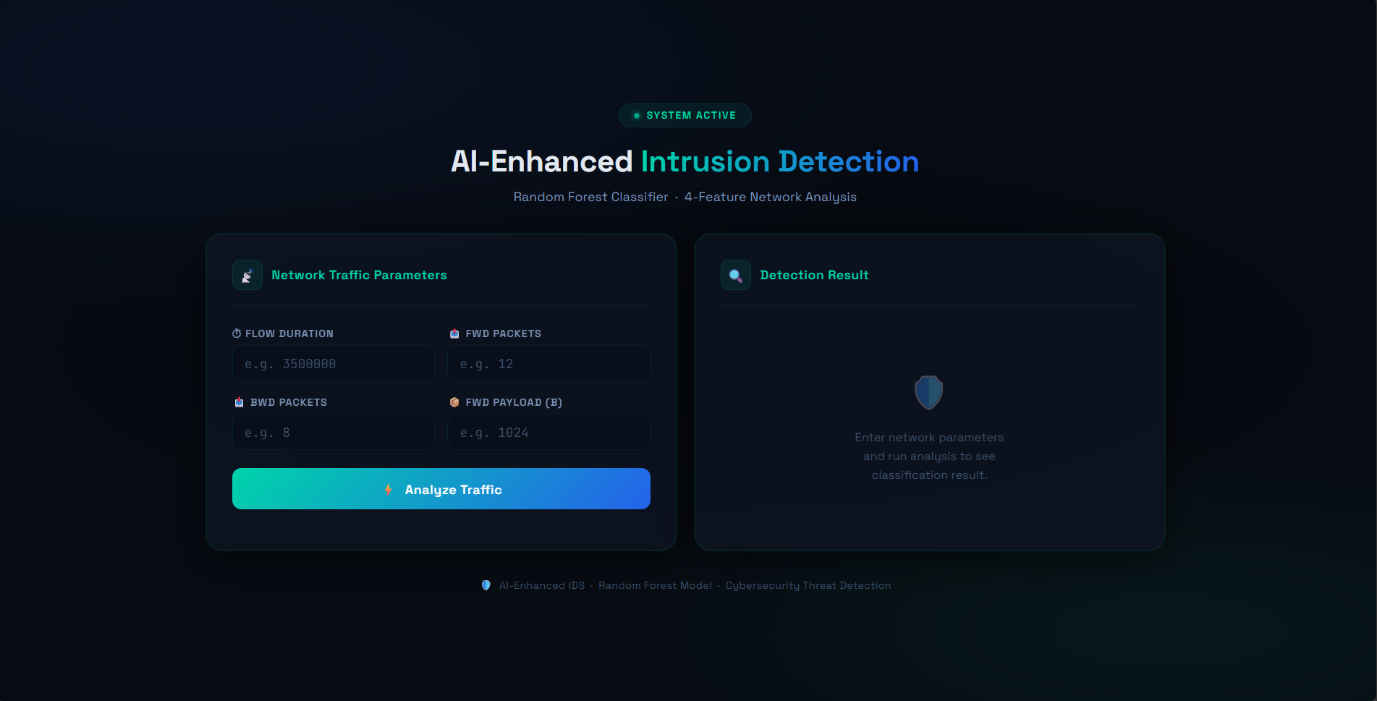 SYSTEM ACTIVE
AI-Enhanced Intrusion Detection
Random Forest Classifier · 4-Feature Network Analysis
Network Traffic Parameters
FLOW DURATION
e.g. 3500000
FWD PACKETS
e.g. 12
BWD PACKETS
e.g. 8
FWD PAYLOAD (B)
e.g. 1024
Analyze Traffic
Detection Result
Enter network parameters
and run analysis to see
classification result.
AI-Enhanced IDS · Random Forest Model · Cybersecurity Threat Detection